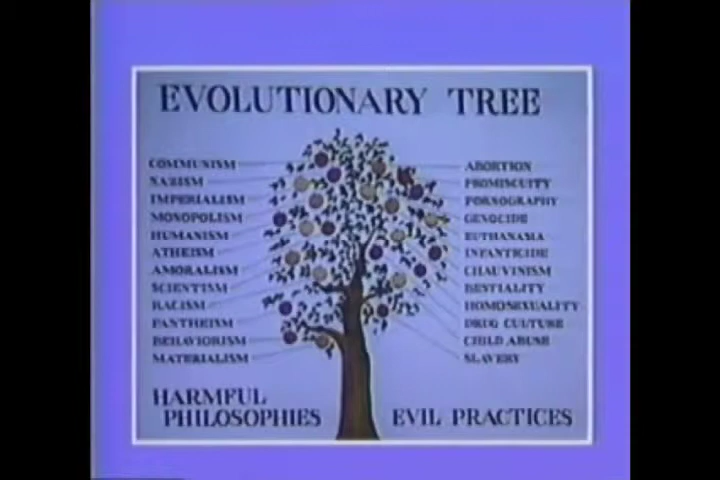 EVOLUTIONARY TREE
COMMUNISM
NAZISM
IMPERIALISM
MONOPOLISM
HUMANISM
ATHEISM
AMORALISM
SCIENTISM
RACISM
PANTHEISM
BEHAVIORISM
MATERIALISM
HARMFUL
PHILOSOPHIES
ABORTION
PROMISCUITY
PORNOGRAPHY
GENOCIDE
EUTHANASIA
INFANTICIDE
CHAUVINISM
BESTIALITY
HOMOSEXUALITY
DRUG CULTURE
CHILD ABUSE
SLAVERY
EVIL PRACTICES